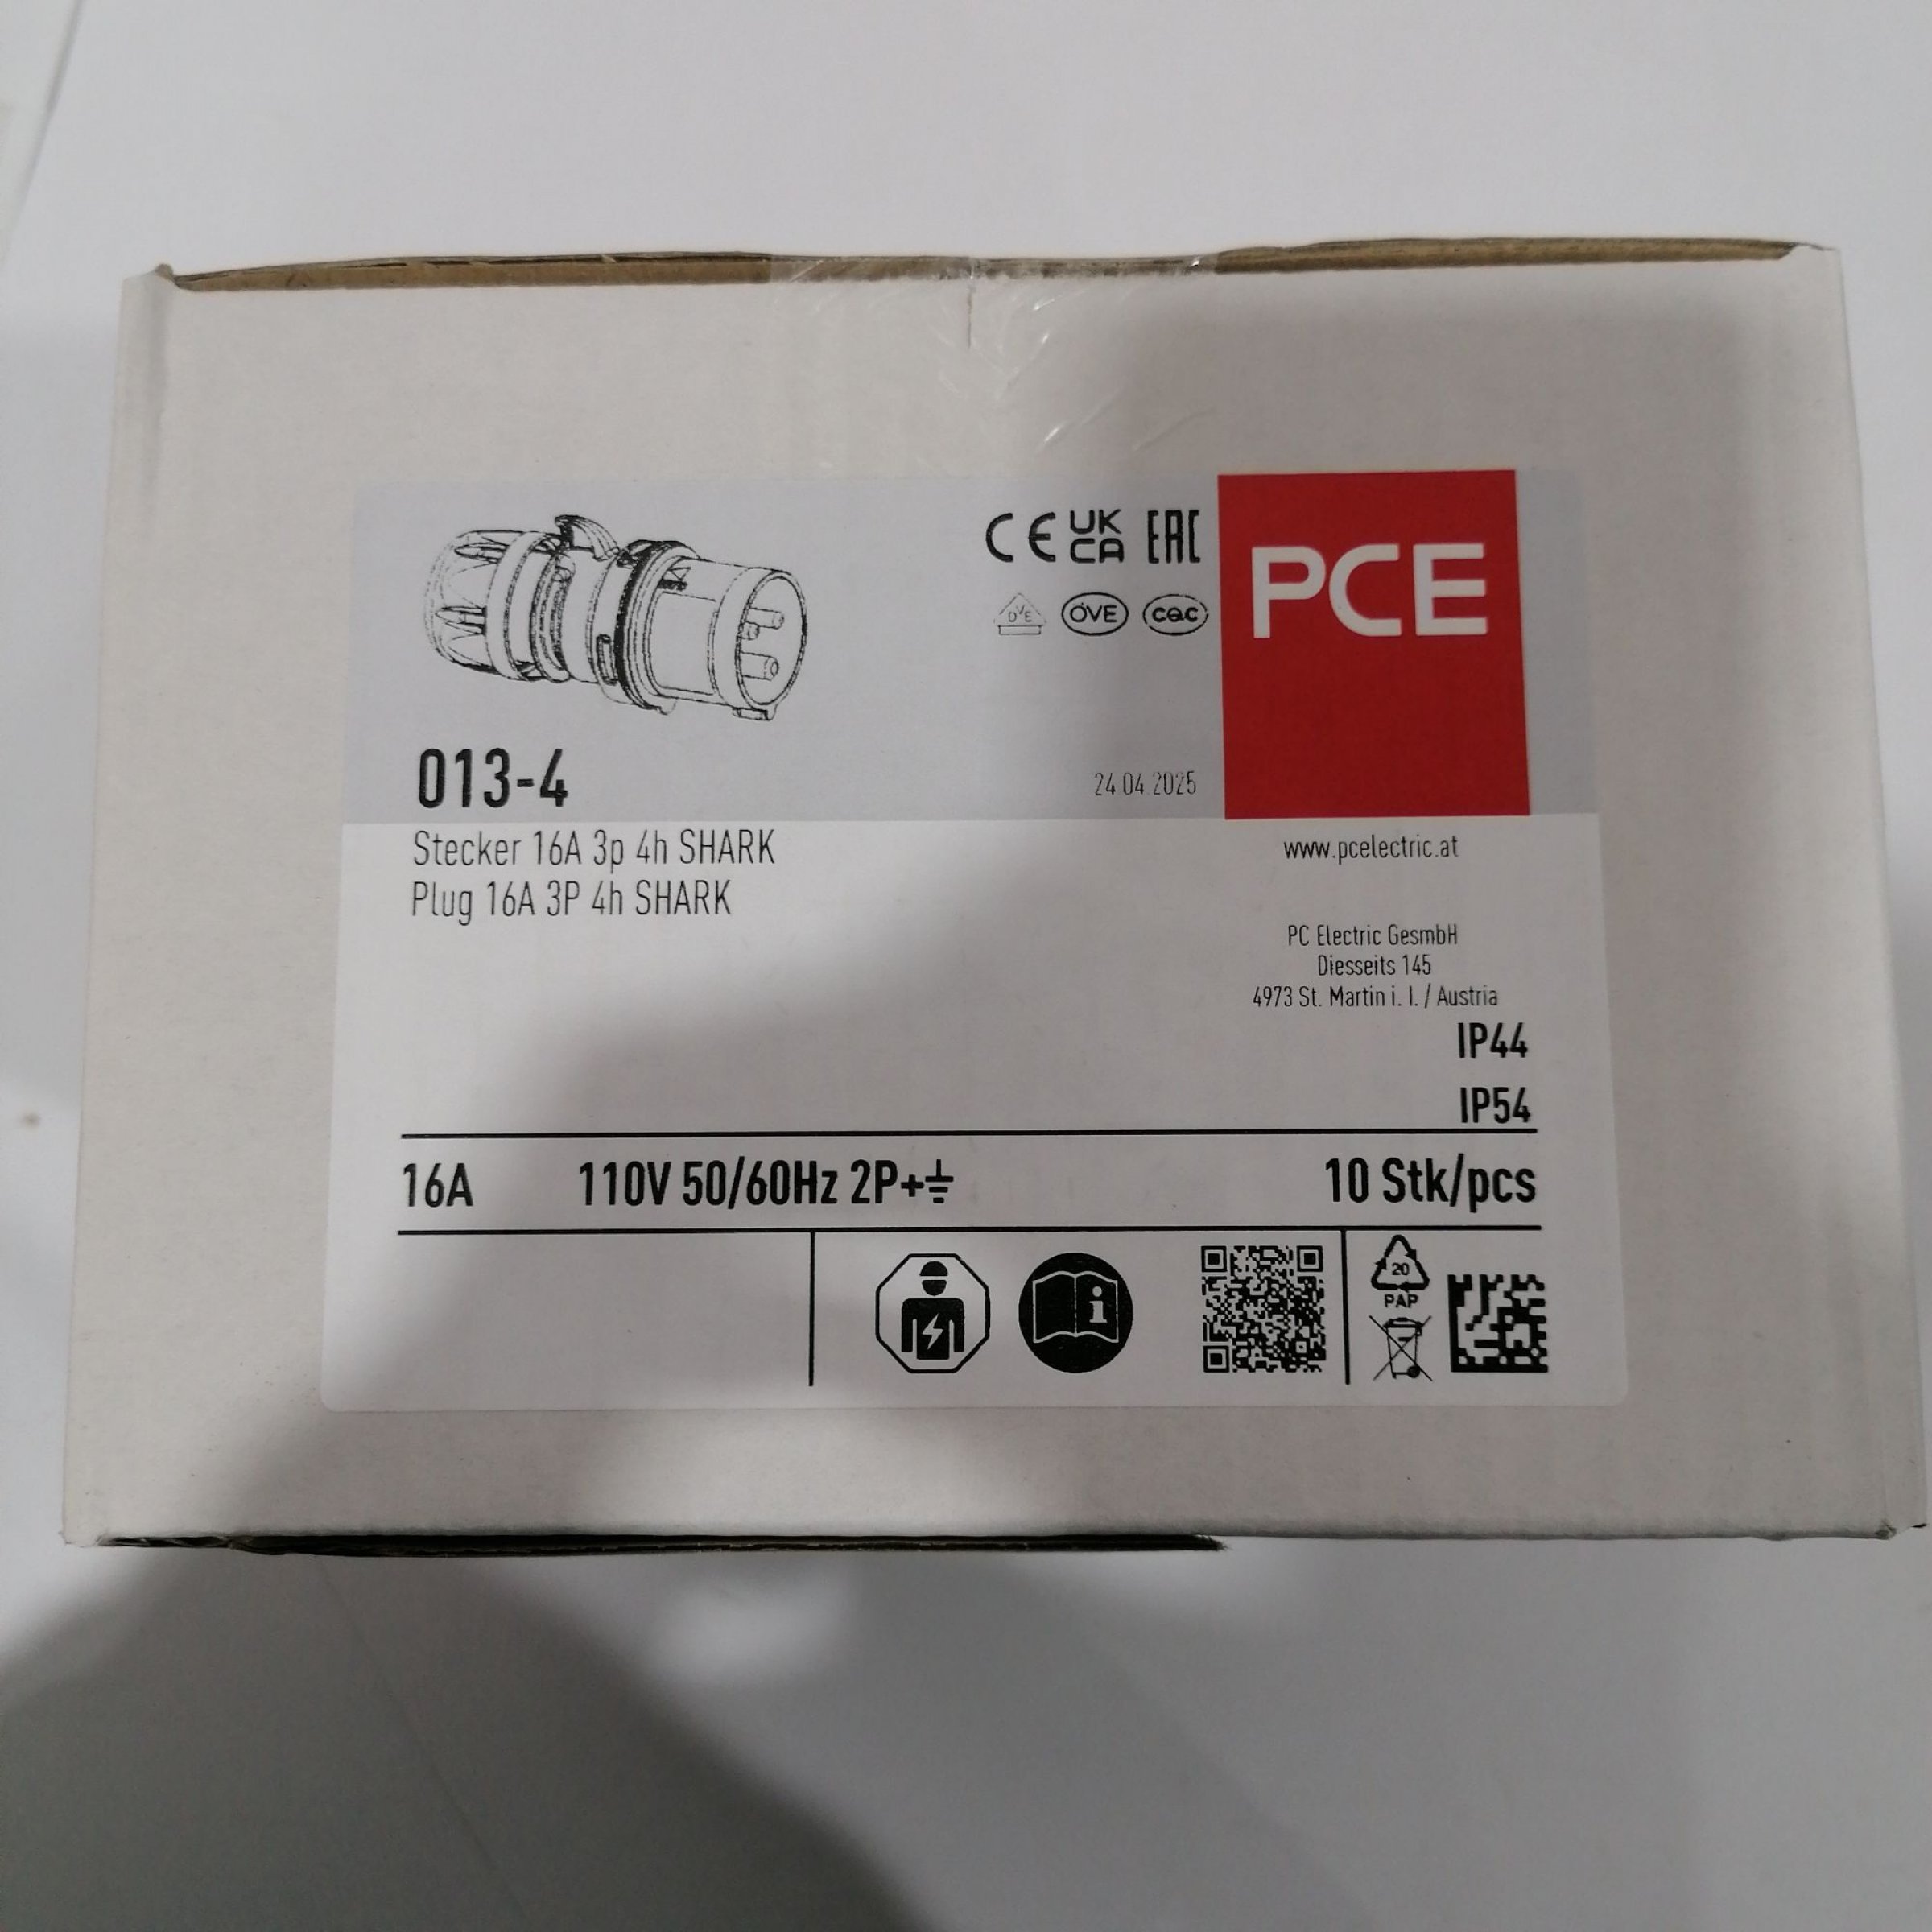 CE UK CA EAC
DVE ÖVE CQC
PCE
013-4
24.04.2025
Stecker 16A 3p 4h SHARK
Plug 16A 3P 4h SHARK
www.pcelectric.at
PC Electric GesmbH
Diesseits 145
4973 St. Martin i. I. / Austria
IP44
IP54
16A 110V 50/60Hz 2P+⏚ 10 Stk/pcs
i
20
PAP